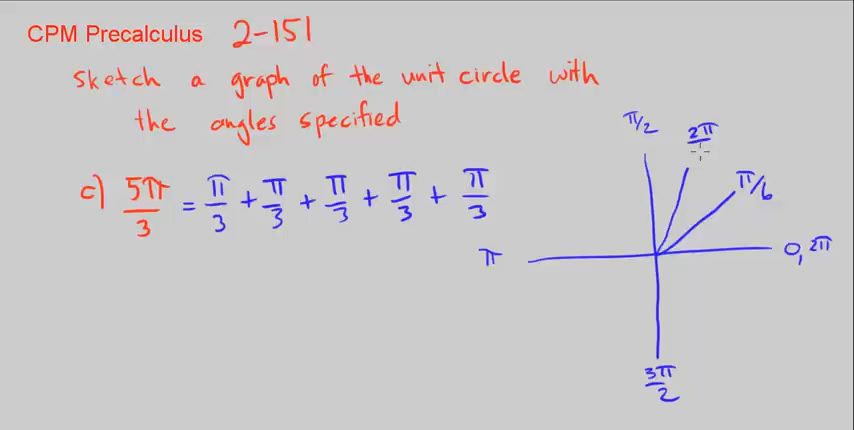 CPM Precalculus 2-151
Sketch a graph of the unit circle with
the angles specified
c) 5π/3 = π/3 + π/3 + π/3 + π/3 + π/3
π/2
2π
π/6
π
0, 2π
3π/2